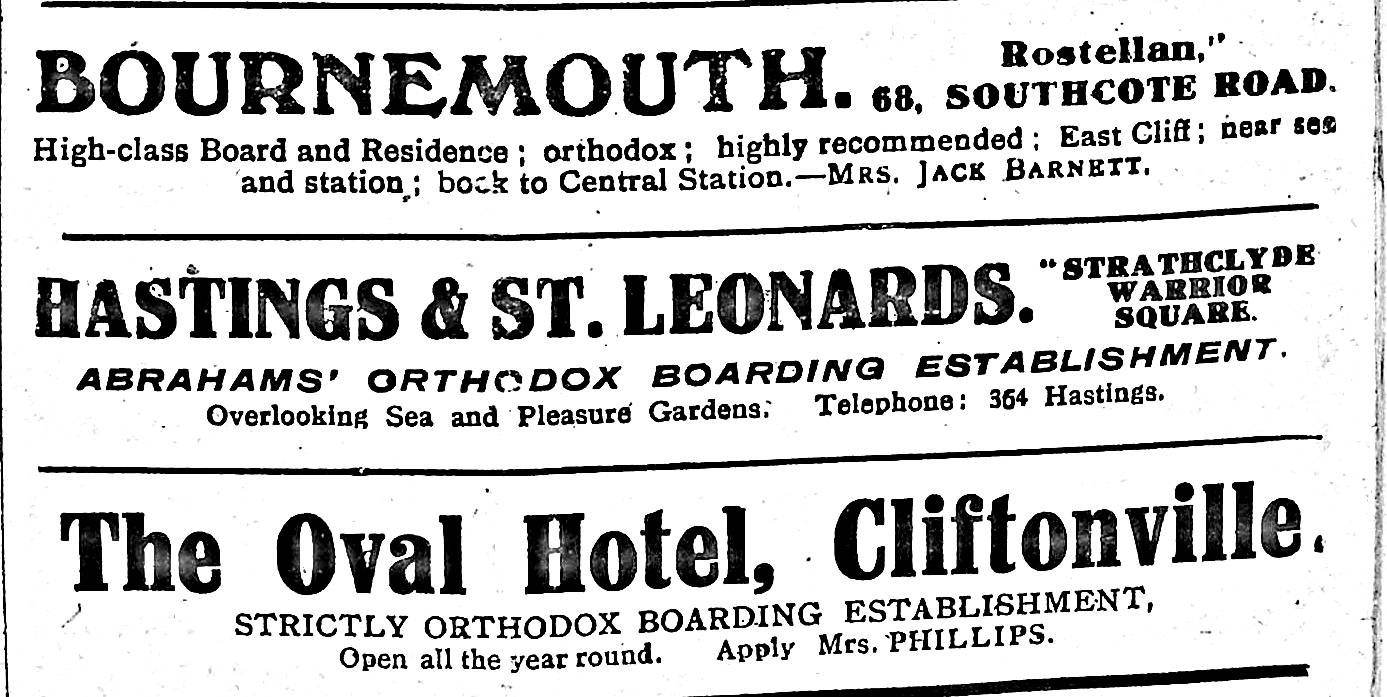 BOURNEMOUTH. Rostellan,"
68, SOUTHCOTE ROAD.
High-class Board and Residence; orthodox; highly recommended; East Cliff; near sea
and station; book to Central Station.—MRS. JACK BARNETT.
HASTINGS & ST. LEONARDS. "STRATHCLYDE
WARRIOR
SQUARE.
ABRAHAMS' ORTHODOX BOARDING ESTABLISHMENT.
Overlooking Sea and Pleasure Gardens. Telephone: 364 Hastings.
The Oval Hotel, Cliftonville.
STRICTLY ORTHODOX BOARDING ESTABLISHMENT,
Open all the year round. Apply Mrs. PHILLIPS.